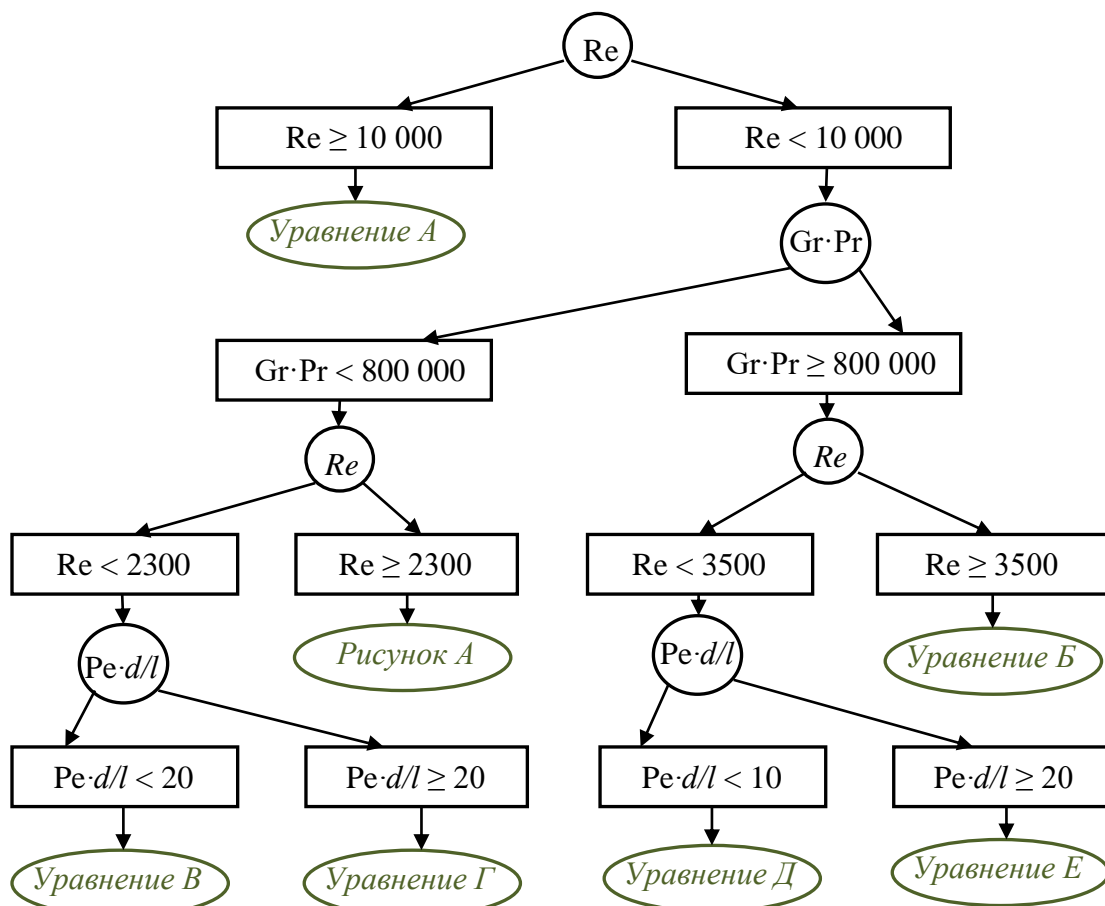 Re
Re ≥ 10 000
Re < 10 000
Уравнение А
Gr·Pr
Gr·Pr < 800 000
Gr·Pr ≥ 800 000
Re
Re
Re < 2300
Re ≥ 2300
Re < 3500
Re ≥ 3500
Pe·d/l
Рисунок А
Pe·d/l
Уравнение Б
Pe·d/l < 20
Pe·d/l ≥ 20
Pe·d/l < 10
Pe·d/l ≥ 20
Уравнение В
Уравнение Г
Уравнение Д
Уравнение Е